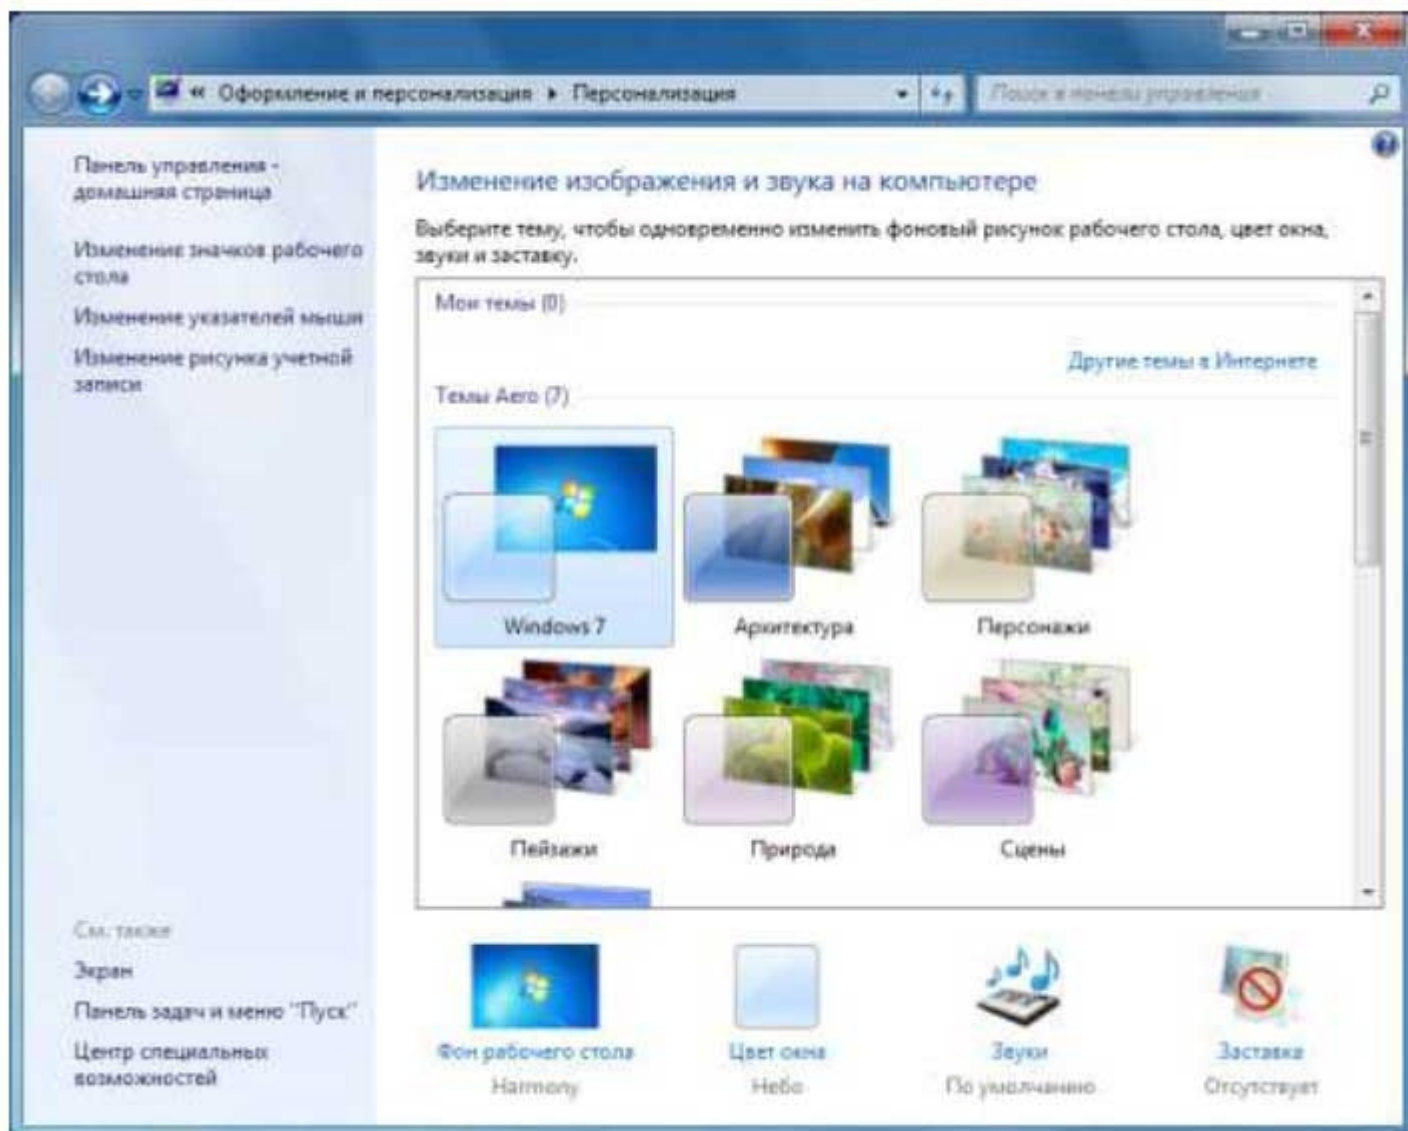 « Оформление и персонализация ▸ Персонализация
Поиск в панели управления
Панель управления -
домашняя страница
Изменение значков рабочего
стола
Изменение указателей мыши
Изменение рисунка учетной
записи
См. также
Экран
Панель задач и меню "Пуск"
Центр специальных
возможностей
Изменение изображения и звука на компьютере
Выберите тему, чтобы одновременно изменить фоновый рисунок рабочего стола, цвет окна,
звуки и заставку.
Мои темы (0)
Другие темы в Интернете
Темы Aero (7)
Windows 7
Архитектура
Персонажи
Пейзажи
Природа
Сцены
Фон рабочего стола
Harmony
Цвет окна
Небо
Звуки
По умолчанию
Заставка
Отсутствует